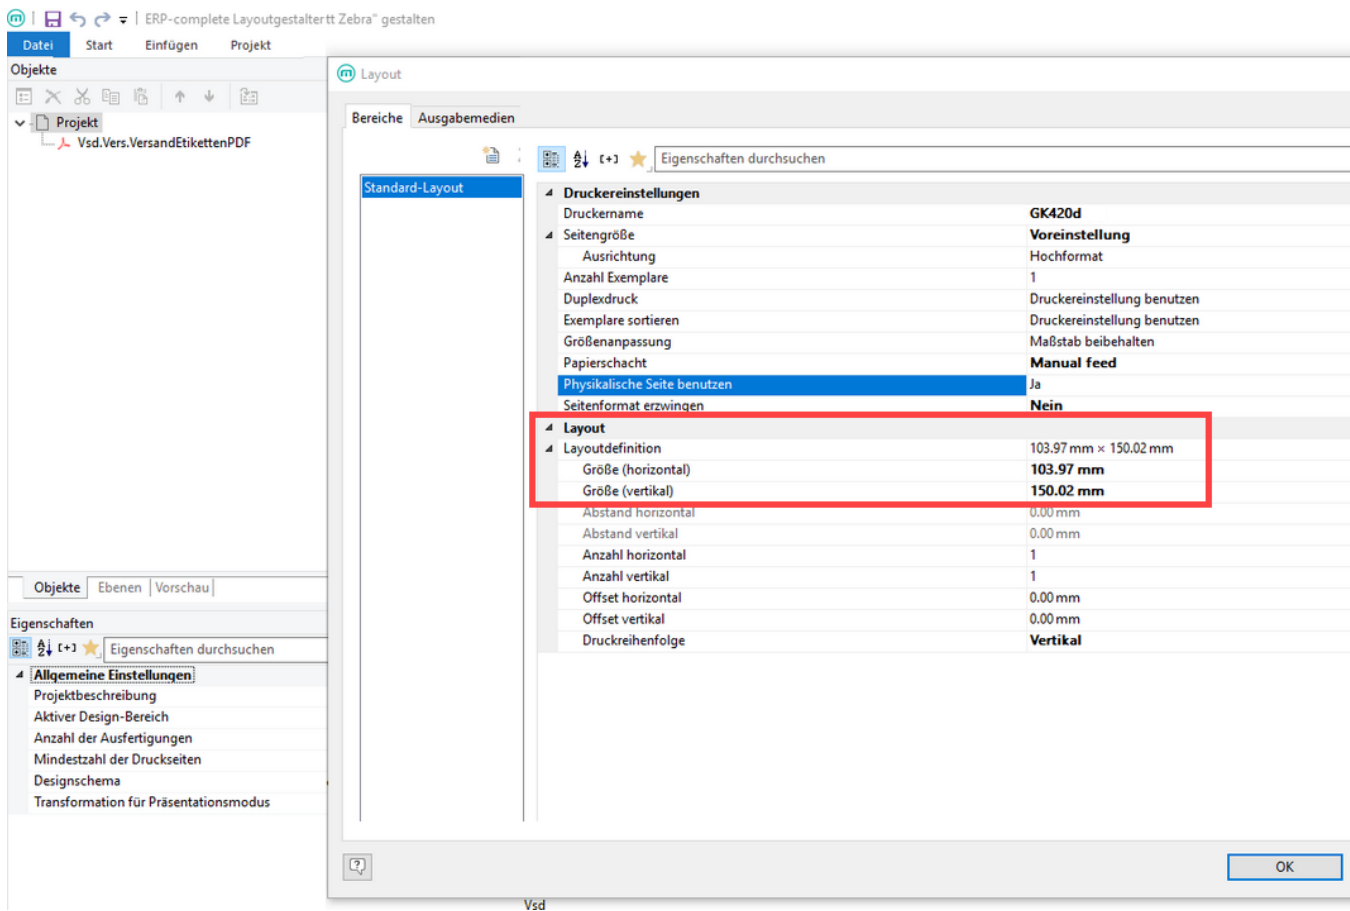 ERP-complete Layoutgestalter tt Zebra" gestalten
Datei Start Einfügen Projekt
Objekte
Projekt
Vsd.Vers.VersandEtikettenPDF
Objekte Ebenen Vorschau
Eigenschaften
Eigenschaften durchsuchen
Allgemeine Einstellungen
Projektbeschreibung
Aktiver Design-Bereich
Anzahl der Ausfertigungen
Mindestzahl der Druckseiten
Designschema
Transformation für Präsentationsmodus
Layout
Bereiche Ausgabemedien
Standard-Layout
Eigenschaften durchsuchen
Druckereinstellungen
Druckername GK420d
Seitengröße Voreinstellung
Ausrichtung Hochformat
Anzahl Exemplare 1
Duplexdruck Druckereinstellung benutzen
Exemplare sortieren Druckereinstellung benutzen
Größenanpassung Maßstab beibehalten
Papierschacht Manual feed
Physikalische Seite benutzen Ja
Seitenformat erzwingen Nein
Layout
Layoutdefinition 103.97 mm × 150.02 mm
Größe (horizontal) 103.97 mm
Größe (vertikal) 150.02 mm
Abstand horizontal 0.00 mm
Abstand vertikal 0.00 mm
Anzahl horizontal 1
Anzahl vertikal 1
Offset horizontal 0.00 mm
Offset vertikal 0.00 mm
Druckreihenfolge Vertikal
OK
Vsd